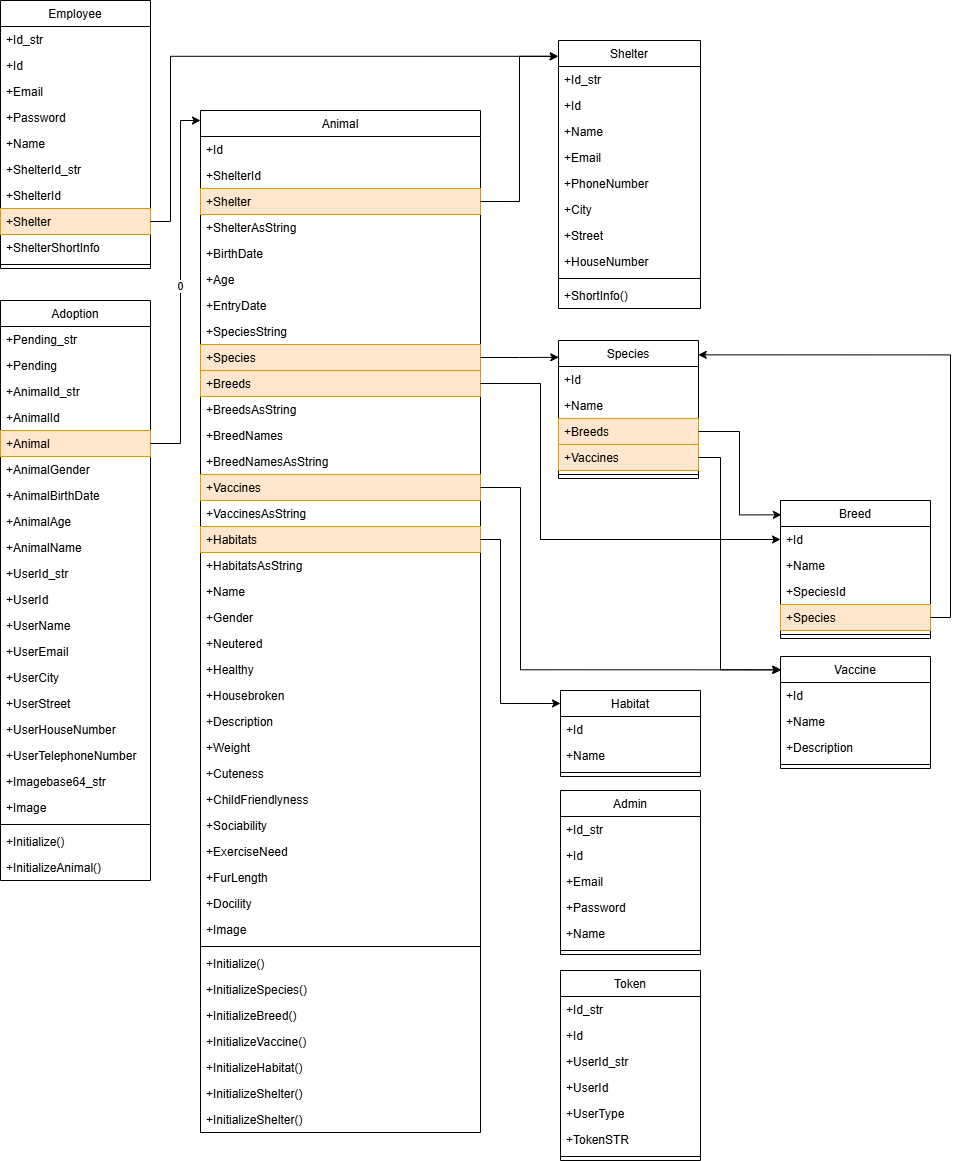 Employee
+Id_str
+Id
+Email
+Password
+Name
+ShelterId_str
+ShelterId
+Shelter
+ShelterShortInfo
Adoption
+Pending_str
+Pending
+AnimalId_str
+AnimalId
+Animal
+AnimalGender
+AnimalBirthDate
+AnimalAge
+AnimalName
+UserId_str
+UserId
+UserName
+UserEmail
+UserCity
+UserStreet
+UserHouseNumber
+UserTelephoneNumber
+Imagebase64_str
+Image
+Initialize()
+InitializeAnimal()
0
Animal
+Id
+ShelterId
+Shelter
+ShelterAsString
+BirthDate
+Age
+EntryDate
+SpeciesString
+Species
+Breeds
+BreedsAsString
+BreedNames
+BreedNamesAsString
+Vaccines
+VaccinesAsString
+Habitats
+HabitatsAsString
+Name
+Gender
+Neutered
+Healthy
+Housebroken
+Description
+Weight
+Cuteness
+ChildFriendlyness
+Sociability
+ExerciseNeed
+FurLength
+Docility
+Image
+Initialize()
+InitializeSpecies()
+InitializeBreed()
+InitializeVaccine()
+InitializeHabitat()
+InitializeShelter()
+InitializeShelter()
Shelter
+Id_str
+Id
+Name
+Email
+PhoneNumber
+City
+Street
+HouseNumber
+ShortInfo()
Species
+Id
+Name
+Breeds
+Vaccines
Breed
+Id
+Name
+SpeciesId
+Species
Vaccine
+Id
+Name
+Description
Habitat
+Id
+Name
Admin
+Id_str
+Id
+Email
+Password
+Name
Token
+Id_str
+Id
+UserId_str
+UserId
+UserType
+TokenSTR